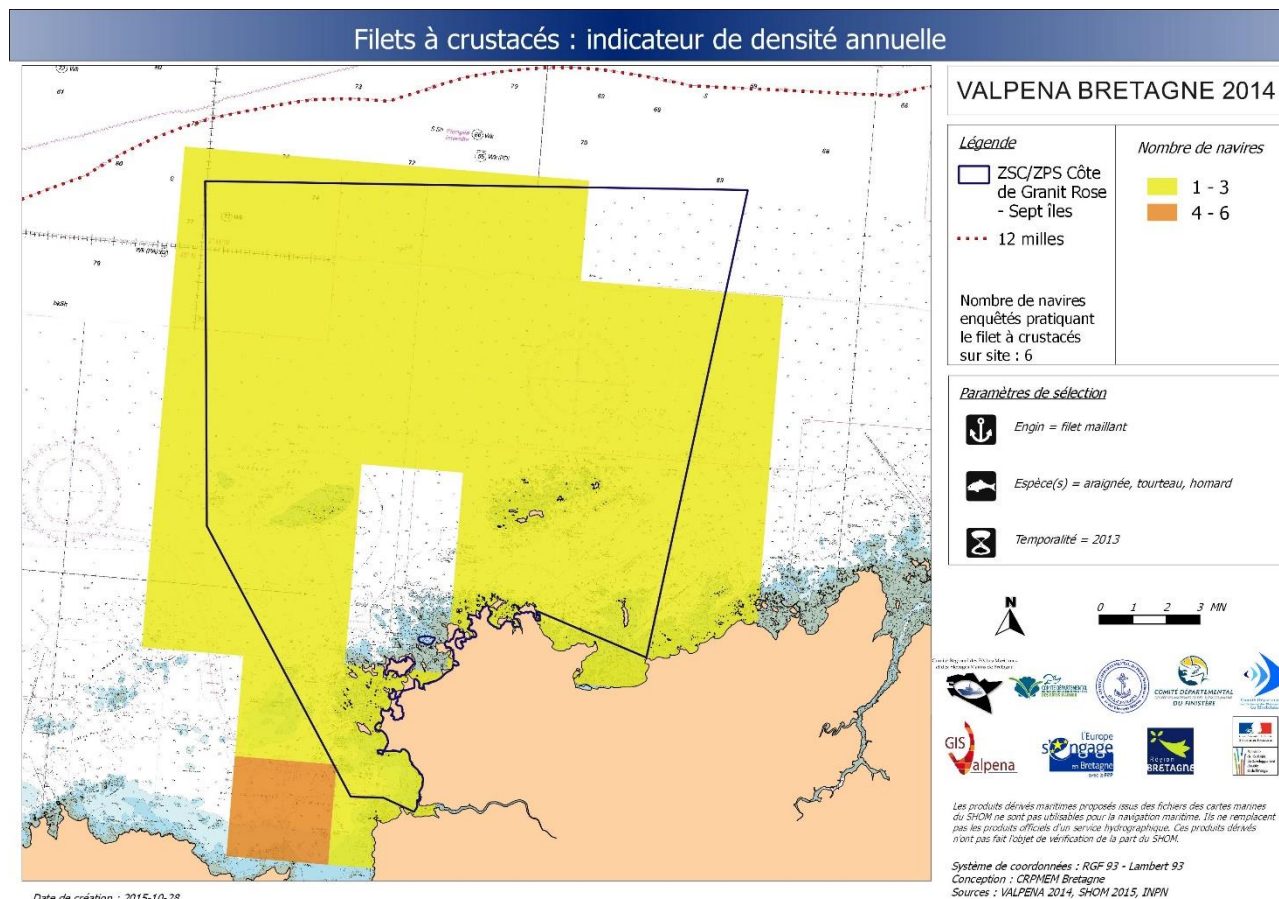 Filets à crustacés : indicateur de densité annuelle
VALPENA BRETAGNE 2014
Légende
ZSC/ZPS Côte
de Granit Rose
- Sept îles
12 milles
Nombre de navires
enquêtés pratiquant
le filet à crustacés
sur site : 6
Nombre de navires
1 - 3
4 - 6
Paramètres de sélection
Engin = filet maillant
Espèce(s) = araignée, tourteau, homard
Temporalité = 2013
N
0 1 2 3 MN
COMITÉ DÉPARTEMENTAL
DU FINISTÈRE
GIS
Valpena
l'Europe
s'engage
en Bretagne
Région
BRETAGNE
Les produits dérivés maritimes proposés issus des fichiers des cartes marines
du SHOM ne sont pas utilisables pour la navigation maritime. Ils ne remplacent
pas les produits officiels d'un service hydrographique. Ces produits dérivés
n'ont pas fait l'objet de vérification de la part du SHOM.
Système de coordonnées : RGF 93 - Lambert 93
Conception : CRPMEM Bretagne
Sources : VALPENA 2014, SHOM 2015, INPN
Date de création : 2015-10-28